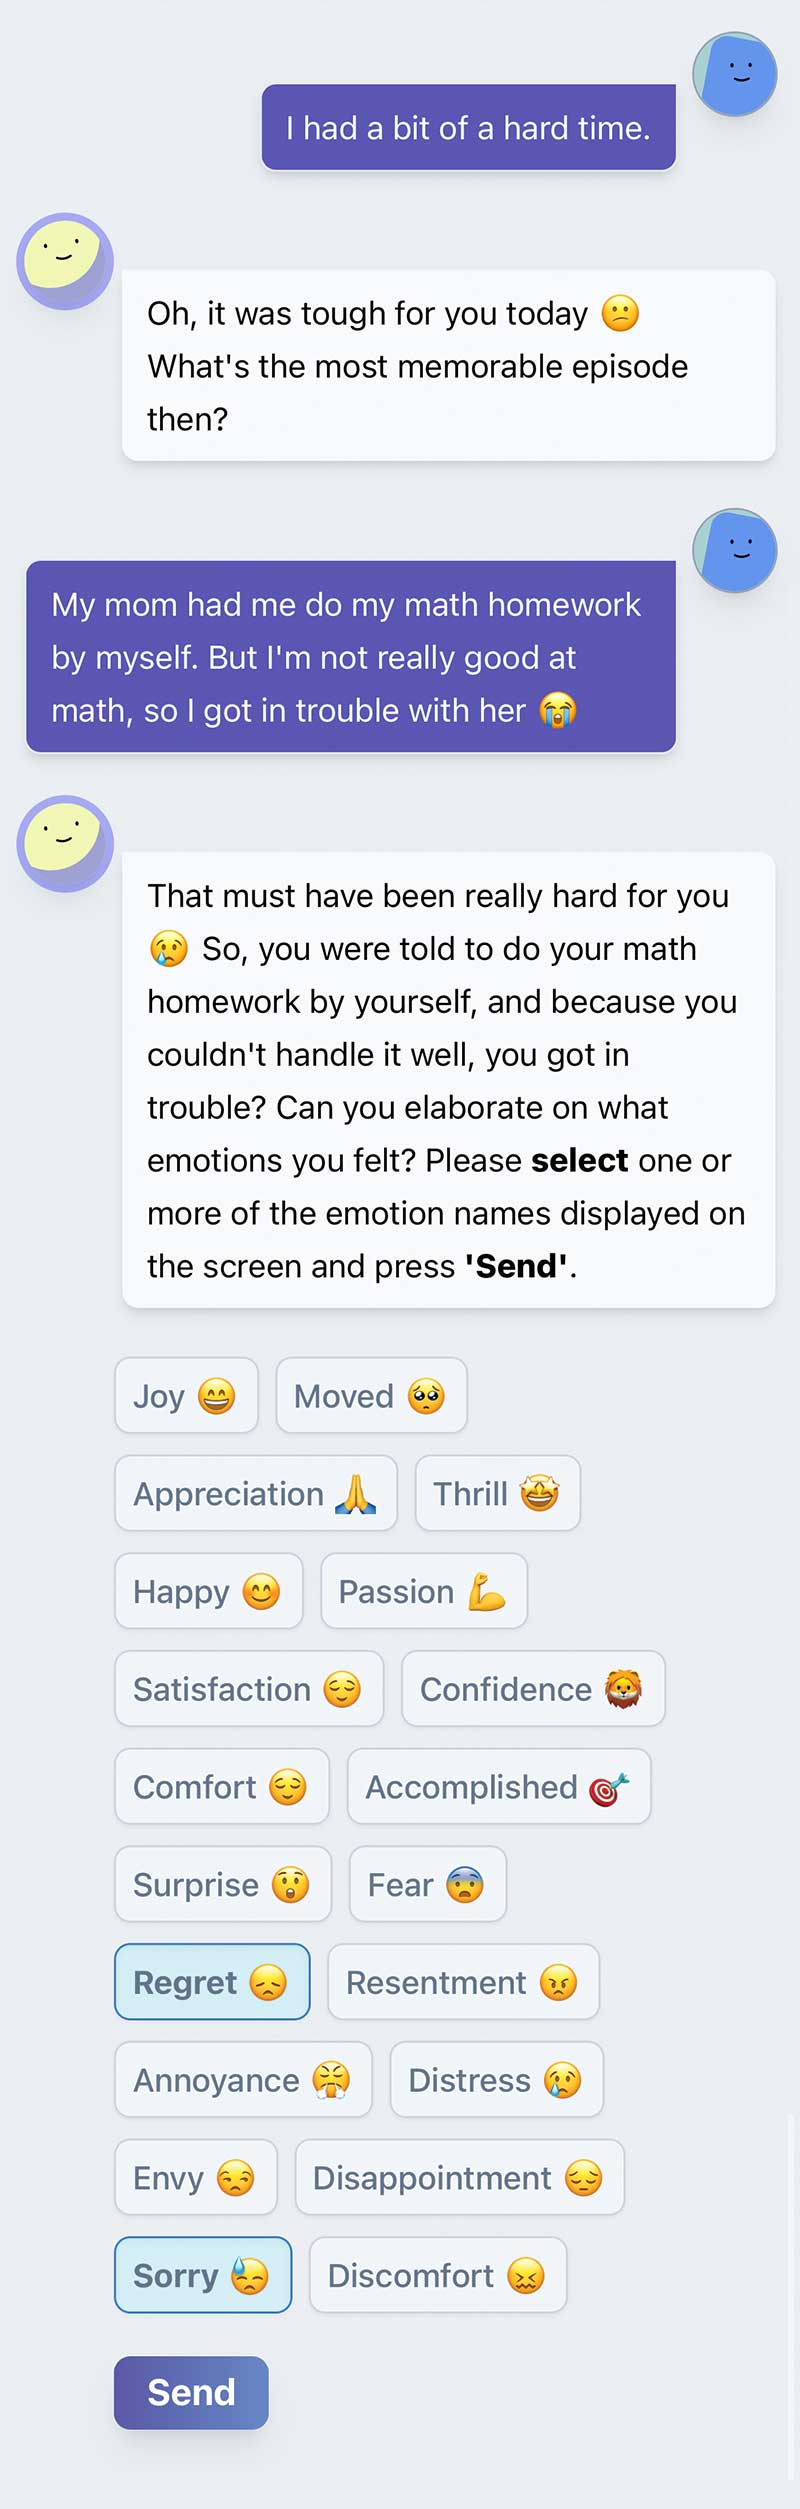 I had a bit of a hard time.
Oh, it was tough for you today 😕
What's the most memorable episode
then?
My mom had me do my math homework
by myself. But I'm not really good at
math, so I got in trouble with her 😭
That must have been really hard for you
😢 So, you were told to do your math
homework by yourself, and because you
couldn't handle it well, you got in
trouble? Can you elaborate on what
emotions you felt? Please select one or
more of the emotion names displayed on
the screen and press 'Send'.
Joy 😄 Moved 🥺
Appreciation 🙏 Thrill 🤩
Happy 😊 Passion 💪
Satisfaction 😌 Confidence 🦁
Comfort 😌 Accomplished 🎯
Surprise 😲 Fear 😨
Regret 😞 Resentment 😠
Annoyance 😤 Distress 😢
Envy 😒 Disappointment 😔
Sorry 😓 Discomfort 😖
Send